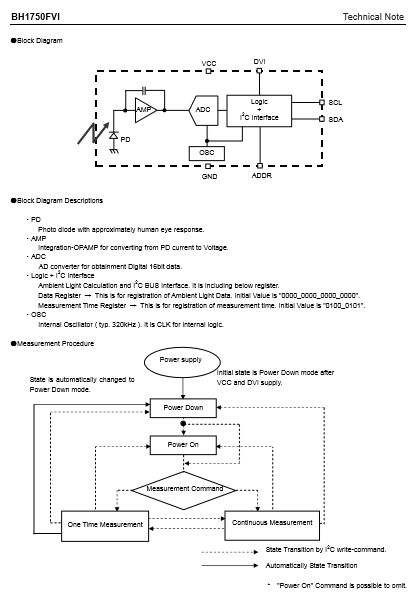 BH1750FVI Technical Note
●Block Diagram
VCC DVI
AMP ADC Logic
+
I²C Interface
SCL
SDA
PD
OSC
GND ADDR
●Block Diagram Descriptions
・PD
Photo diode with approximately human eye response.
・AMP
Integration-OPAMP for converting from PD current to Voltage.
・ADC
AD converter for obtainment Digital 16bit data.
・Logic + I²C Interface
Ambient Light Calculation and I²C BUS Interface. It is including below register.
Data Register → This is for registration of Ambient Light Data. Initial Value is "0000_0000_0000_0000".
Measurement Time Register → This is for registration of measurement time. Initial Value is "0100_0101".
・OSC
Internal Oscillator ( typ. 320kHz ). It is CLK for internal logic.
●Measurement Procedure
Power supply
Initial state is Power Down mode after
VCC and DVI supply.
State is automatically changed to
Power Down mode.
Power Down
Power On
Measurement Command
One Time Measurement
Continuous Measurement
State Transition by I²C write-command.
Automatically State Transition
* "Power On" Command is possible to omit.